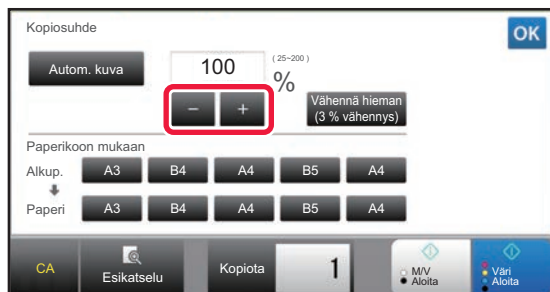 Kopiosuhde
OK
Autom. kuva
100
(25~200)
%
− +
Vähennä hieman
(3 % vähennys)
Paperikoon mukaan
Alkup. A3 B4 A4 B5 A4
Paperi A3 B4 A4 B5 A4
CA
Esikatselu
Kopiota
1
M/V
Aloita
Väri
Aloita